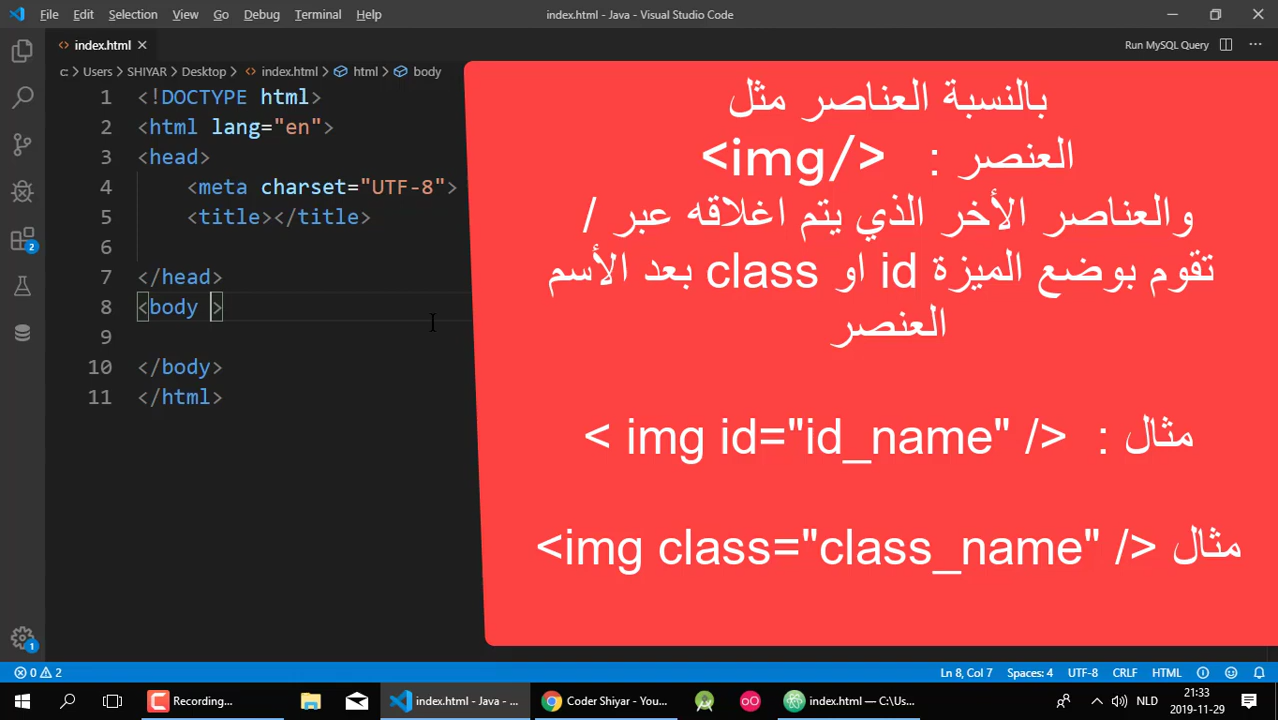 File Edit Selection View Go Debug Terminal Help
index.html - Java - Visual Studio Code
index.html
Run MySQL Query
c: > Users > SHIYAR > Desktop > index.html > html > body
1 <!DOCTYPE html>
2 <html lang="en">
3 <head>
4 <meta charset="UTF-8">
5 <title></title>
6
7 </head>
8 <body >
9
10 </body>
11 </html>
بالنسبة العناصر مثل
العنصر : <img/>
والعناصر الأخر الذي يتم اغلاقه عبر /
تقوم بوضع الميزة id او class بعد الأسم
العنصر
مثال : < img id="id_name" />
مثال <img class="class_name" />
2
1
0 2
Ln 8, Col 7 Spaces: 4 UTF-8 CRLF HTML
Recording...
index.html - Java - ...
Coder Shiyar - You...
index.html — C:\Us...
NLD
21:33
2019-11-29